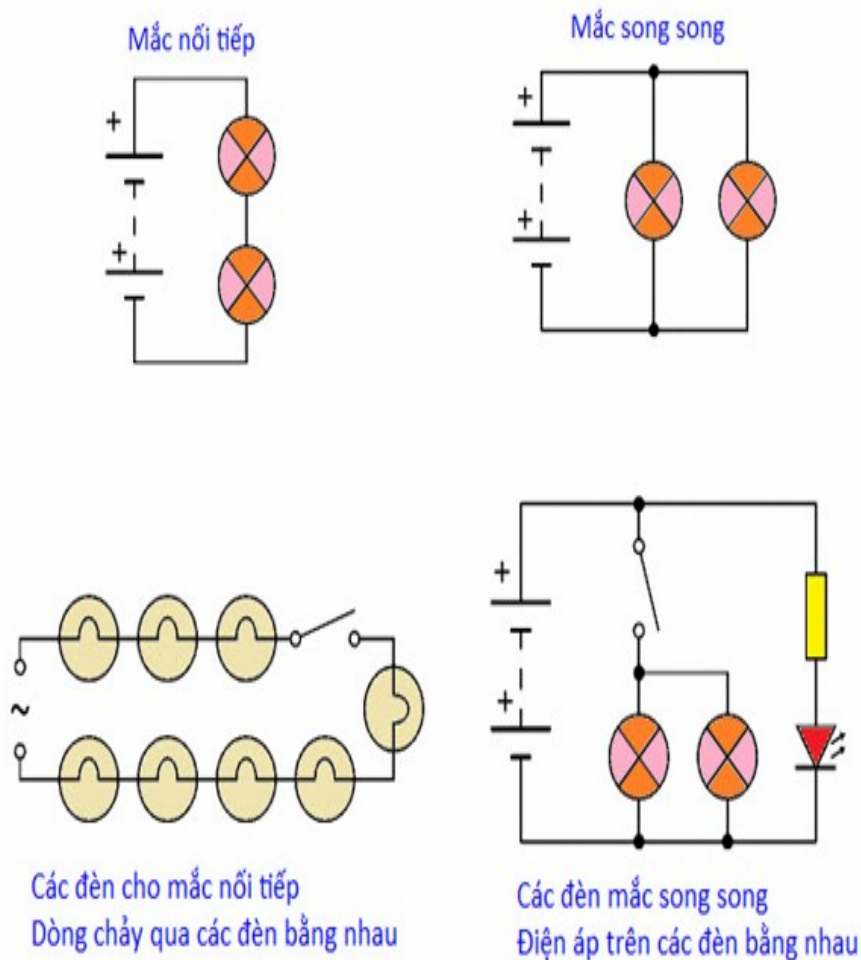 Mắc nối tiếp
Mắc song song
+
+
+
+
+
+
~
Các đèn cho mắc nối tiếp
Dòng chảy qua các đèn bằng nhau
Các đèn mắc song song
Điện áp trên các đèn bằng nhau